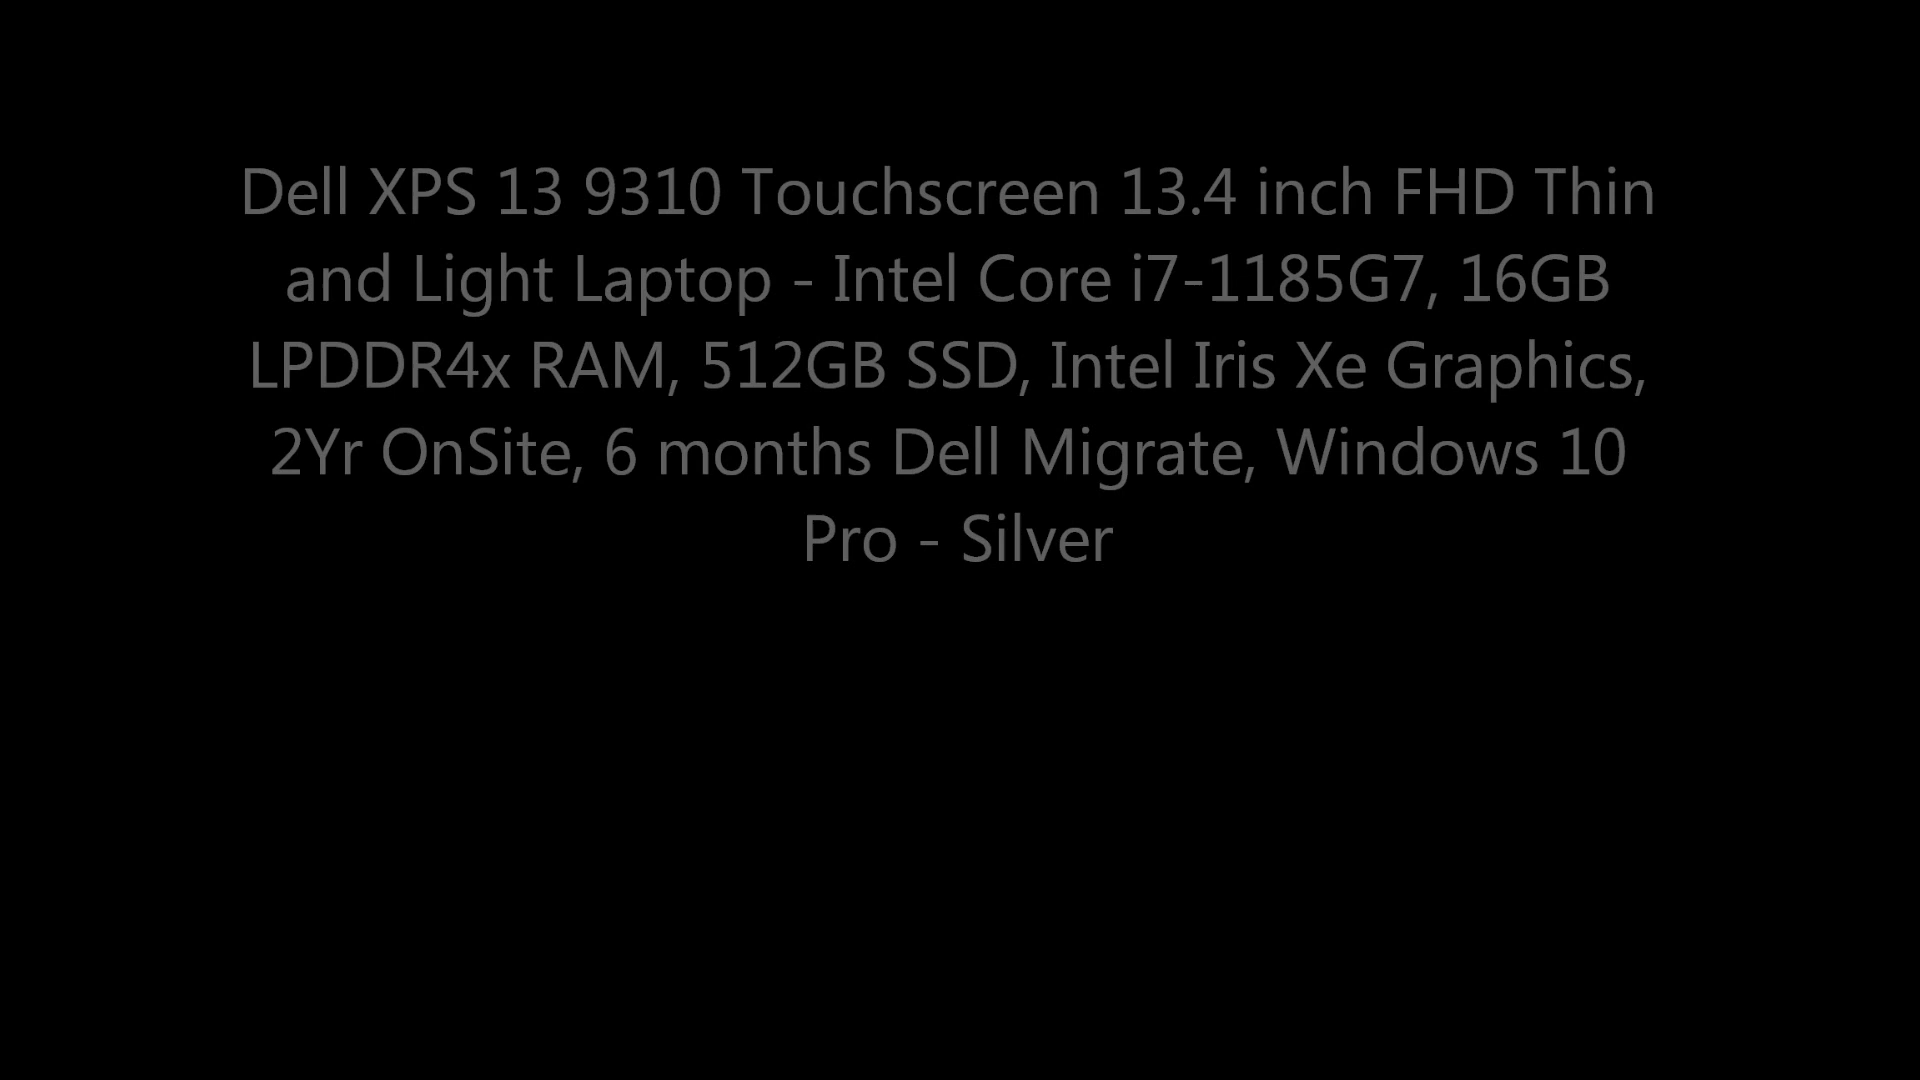 Dell XPS 13 9310 Touchscreen 13.4 inch FHD Thin
and Light Laptop - Intel Core i7-1185G7, 16GB
LPDDR4x RAM, 512GB SSD, Intel Iris Xe Graphics,
2Yr OnSite, 6 months Dell Migrate, Windows 10
Pro - Silver